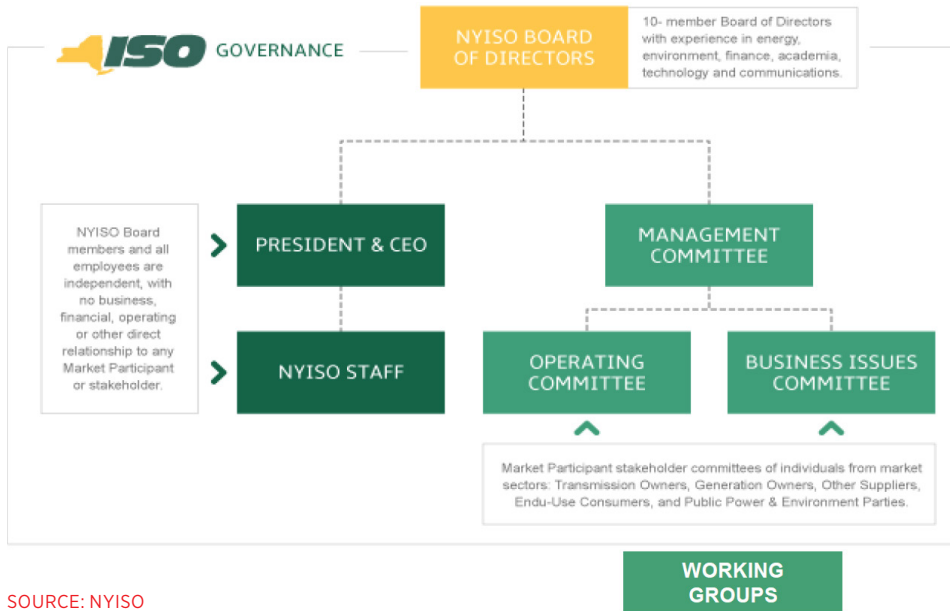 ISO GOVERNANCE
NYISO BOARD
OF DIRECTORS
10- member Board of Directors
with experience in energy,
environment, finance, academia,
technology and communications.
NYISO Board
members and all
employees are
independent, with
no business,
financial, operating
or other direct
relationship to any
Market Participant
or stakeholder.
PRESIDENT & CEO
MANAGEMENT
COMMITTEE
NYISO STAFF
OPERATING
COMMITTEE
BUSINESS ISSUES
COMMITTEE
Market Participant stakeholder committees of individuals from market
sectors: Transmission Owners, Generation Owners, Other Suppliers,
Endu-Use Consumers, and Public Power & Environment Parties.
WORKING
GROUPS
SOURCE: NYISO